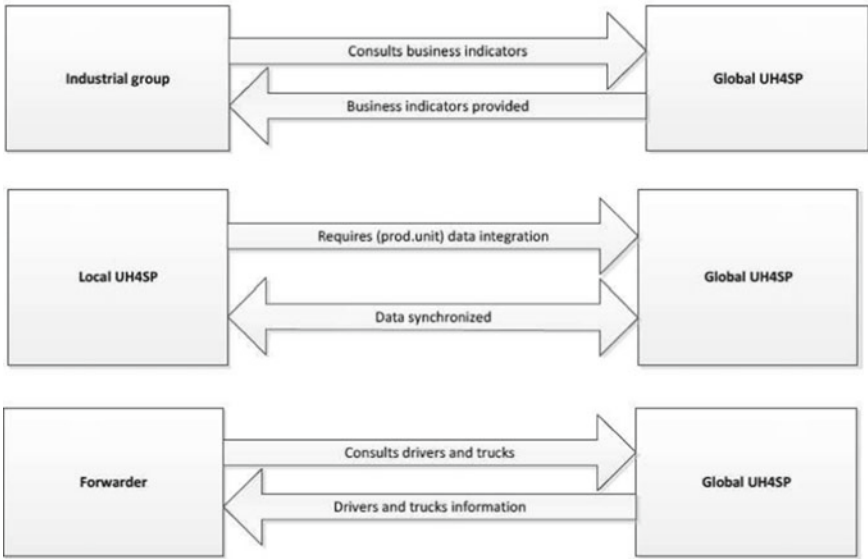 Consults business indicators
Industrial group
Global UH4SP
Business indicators provided
Requires (prod.unit) data integration
Local UH4SP
Global UH4SP
Data synchronized
Consults drivers and trucks
Forwarder
Global UH4SP
Drivers and trucks information